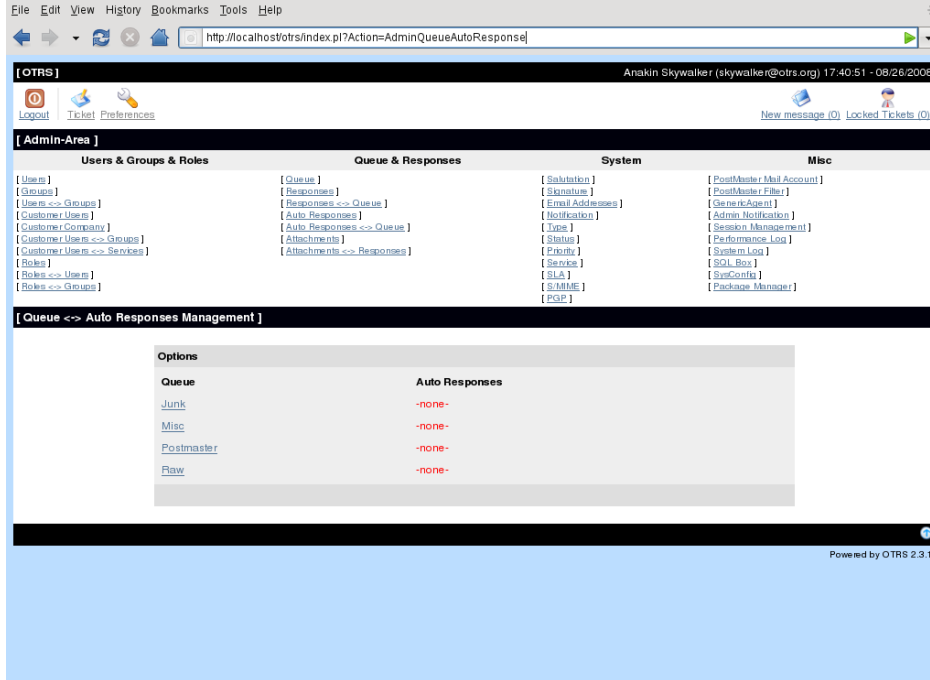 File Edit View History Bookmarks Tools Help
http://localhost/otrs/index.pl?Action=AdminQueueAutoResponse
[ OTRS ] Anakin Skywalker (skywalker@otrs.org) 17:40:51 - 08/26/2008
Logout Ticket Preferences New message (0) Locked Tickets (0)
[ Admin-Area ]
Users & Groups & Roles Queue & Responses System Misc
[ Users ] [ Queue ] [ Salutation ] [ PostMaster Mail Account ]
[ Groups ] [ Responses ] [ Signature ] [ PostMaster Filter ]
[ Users <-> Groups ] [ Responses <-> Queue ] [ Email Addresses ] [ GenericAgent ]
[ Customer Users ] [ Auto Responses ] [ Notification ] [ Admin Notification ]
[ Customer Company ] [ Auto Responses <-> Queue ] [ Type ] [ Session Management ]
[ Customer Users <-> Groups ] [ Attachments ] [ Status ] [ Performance Log ]
[ Customer Users <-> Services ] [ Attachments <-> Responses ] [ Priority ] [ System Log ]
[ Roles ] [ Service ] [ SQL Box ]
[ Roles <-> Users ] [ SLA ] [ SysConfig ]
[ Roles <-> Groups ] [ S/MIME ] [ Package Manager ]
[ PGP ]
[ Queue <-> Auto Responses Management ]
Options
Queue Auto Responses
Junk -none-
Misc -none-
Postmaster -none-
Raw -none-
Powered by OTRS 2.3.1